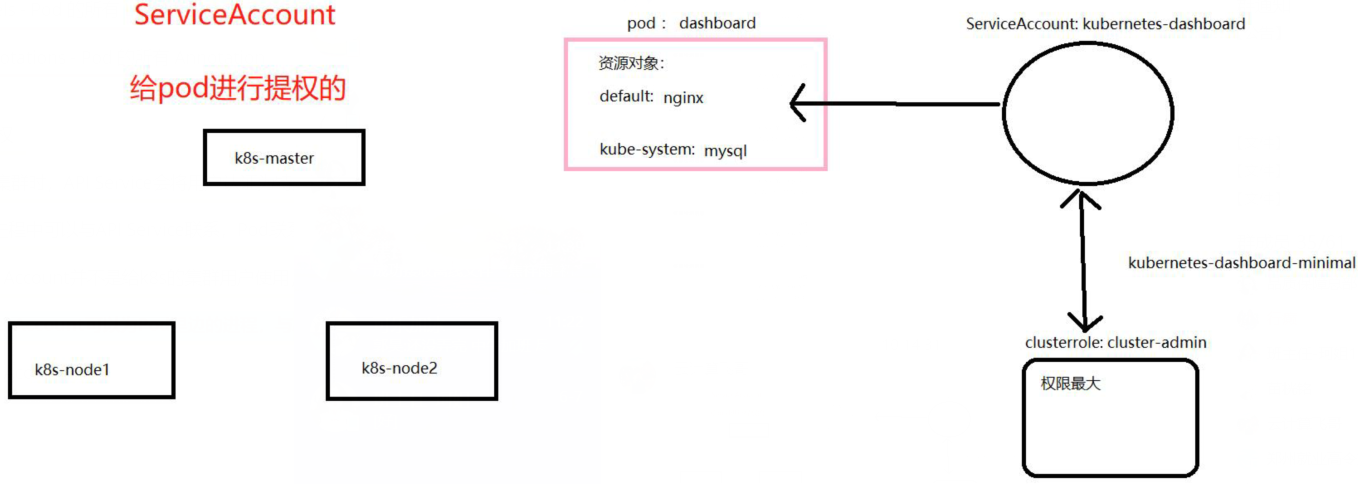 ServiceAccount
给pod进行提权的
k8s-master
k8s-node1
k8s-node2
pod： dashboard
资源对象：
default: nginx
kube-system: mysql
ServiceAccount: kubernetes-dashboard
kubernetes-dashboard-minimal
clusterrole: cluster-admin
权限最大